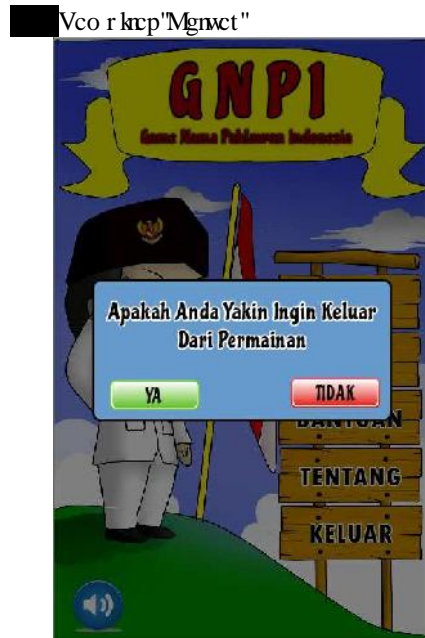 Vco r kncp"Mgnwct"
GNPI
Game Nama Pahlawan Indonesia
Apakah Anda Yakin Ingin Keluar
Dari Permainan
YA
TIDAK
BANTUAN
TENTANG
KELUAR